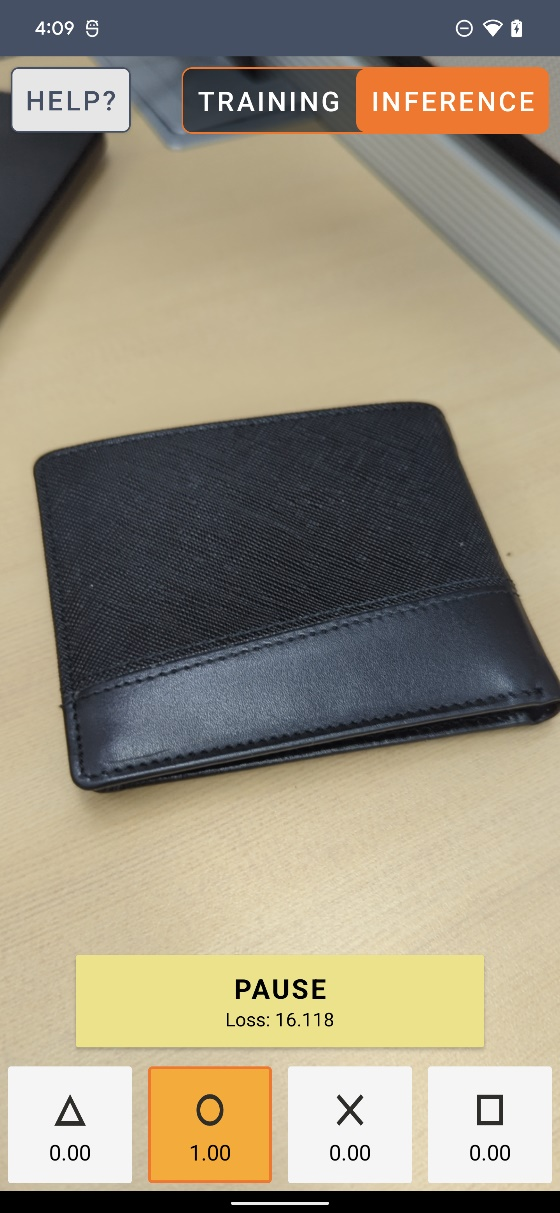 4:09
HELP?
TRAINING
INFERENCE
PAUSE
Loss: 16.118
0.00
1.00
0.00
0.00